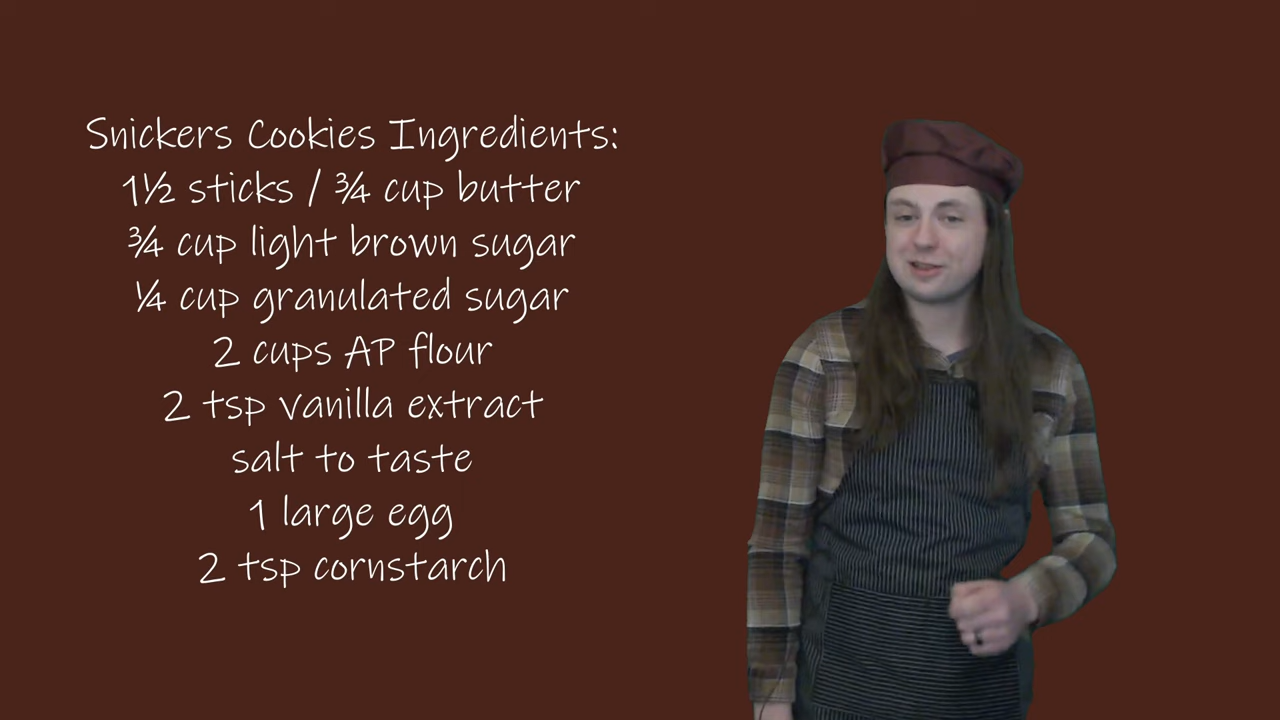 Snickers Cookies Ingredients:
1½ sticks / ¾ cup butter
¾ cup light brown sugar
¼ cup granulated sugar
2 cups AP flour
2 tsp vanilla extract
salt to taste
1 large egg
2 tsp cornstarch